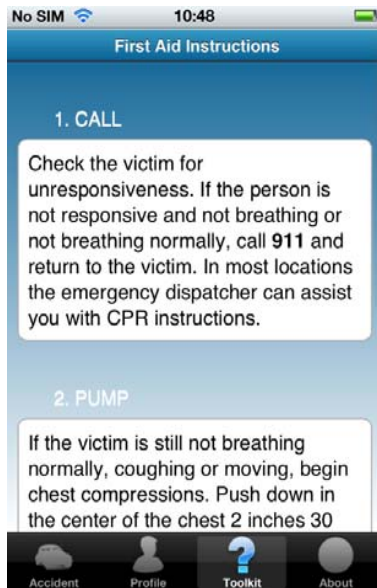 No SIM 10:48
First Aid Instructions
1. CALL
Check the victim for
unresponsiveness. If the person is
not responsive and not breathing or
not breathing normally, call 911 and
return to the victim. In most locations
the emergency dispatcher can assist
you with CPR instructions.
2. PUMP
If the victim is still not breathing
normally, coughing or moving, begin
chest compressions. Push down in
the center of the chest 2 inches 30
Accident Profile Toolkit About